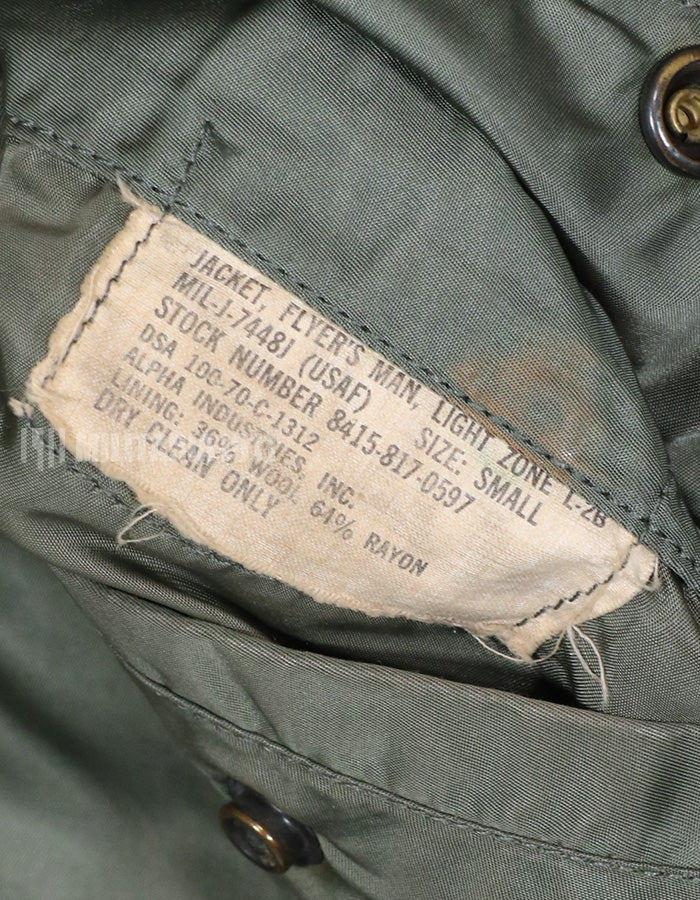 JACKET, FLYER'S MAN, LIGHT ZONE L-2B
MIL-J-7448J (USAF) SIZE: SMALL
STOCK NUMBER 8415-817-0597
DSA 100-70-C-1312
ALPHA INDUSTRIES, INC.
LINING: 36% WOOL 64% RAYON
DRY CLEAN ONLY